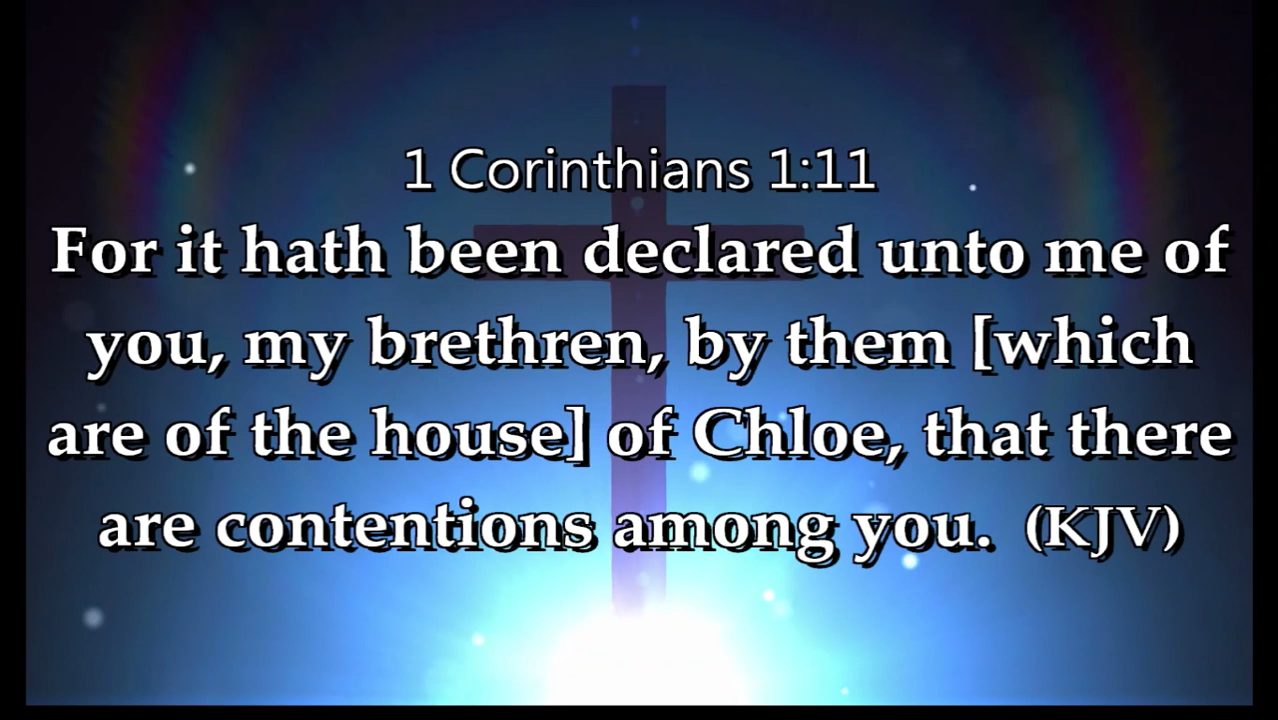 1 Corinthians 1:11
For it hath been declared unto me of
you, my brethren, by them [which
are of the house] of Chloe, that there
are contentions among you. (KJV)